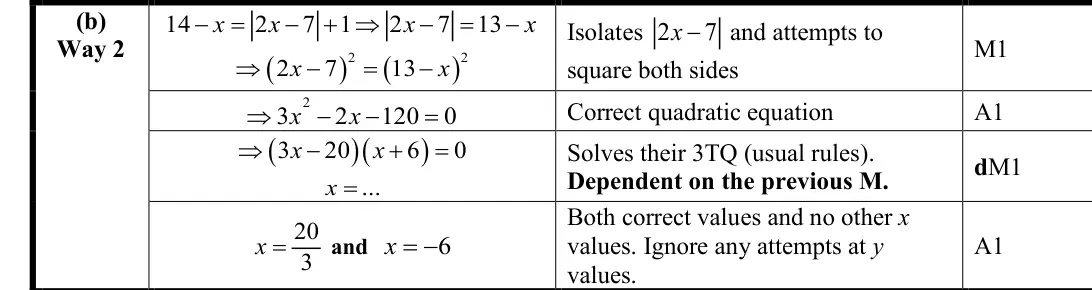 (b)
Way 2
14 − x = |2x − 7| + 1 ⇒ |2x − 7| = 13 − x
⇒ (2x − 7)² = (13 − x)²
Isolates |2x − 7| and attempts to
square both sides
M1
⇒ 3x² − 2x − 120 = 0
Correct quadratic equation
A1
⇒ (3x − 20)(x + 6) = 0
x = ...
Solves their 3TQ (usual rules).
Dependent on the previous M.
dM1
x = 20/3 and x = −6
Both correct values and no other x
values. Ignore any attempts at y
values.
A1